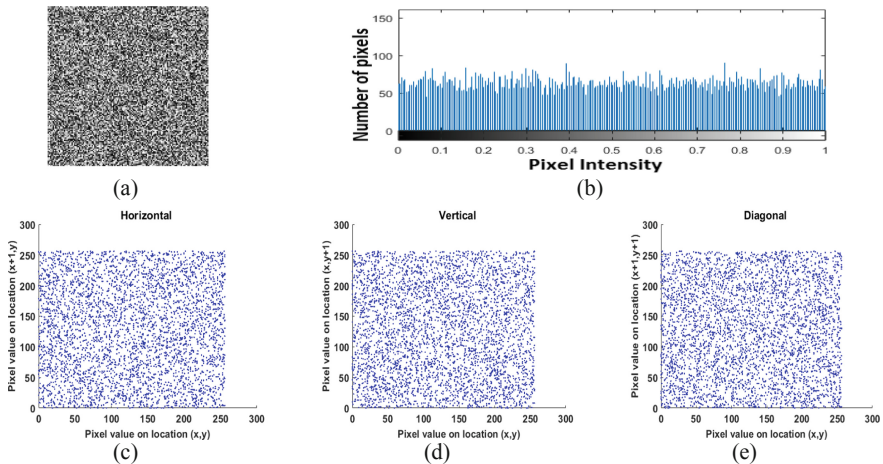 150
100
50
0
Number of pixels
0 0.1 0.2 0.3 0.4 0.5 0.6 0.7 0.8 0.9 1
Pixel Intensity
(a)
(b)
Horizontal
300
250
200
150
100
50
0
Pixel value on location (x+1,y)
0 50 100 150 200 250 300
Pixel value on location (x,y)
(c)
Vertical
300
250
200
150
100
50
0
Pixel value on location (x,y+1)
0 50 100 150 200 250 300
Pixel value on location (x,y)
(d)
Diagonal
300
250
200
150
100
50
0
Pixel value on location (x+1,y+1)
0 50 100 150 200 250 300
Pixel value on location (x,y)
(e)